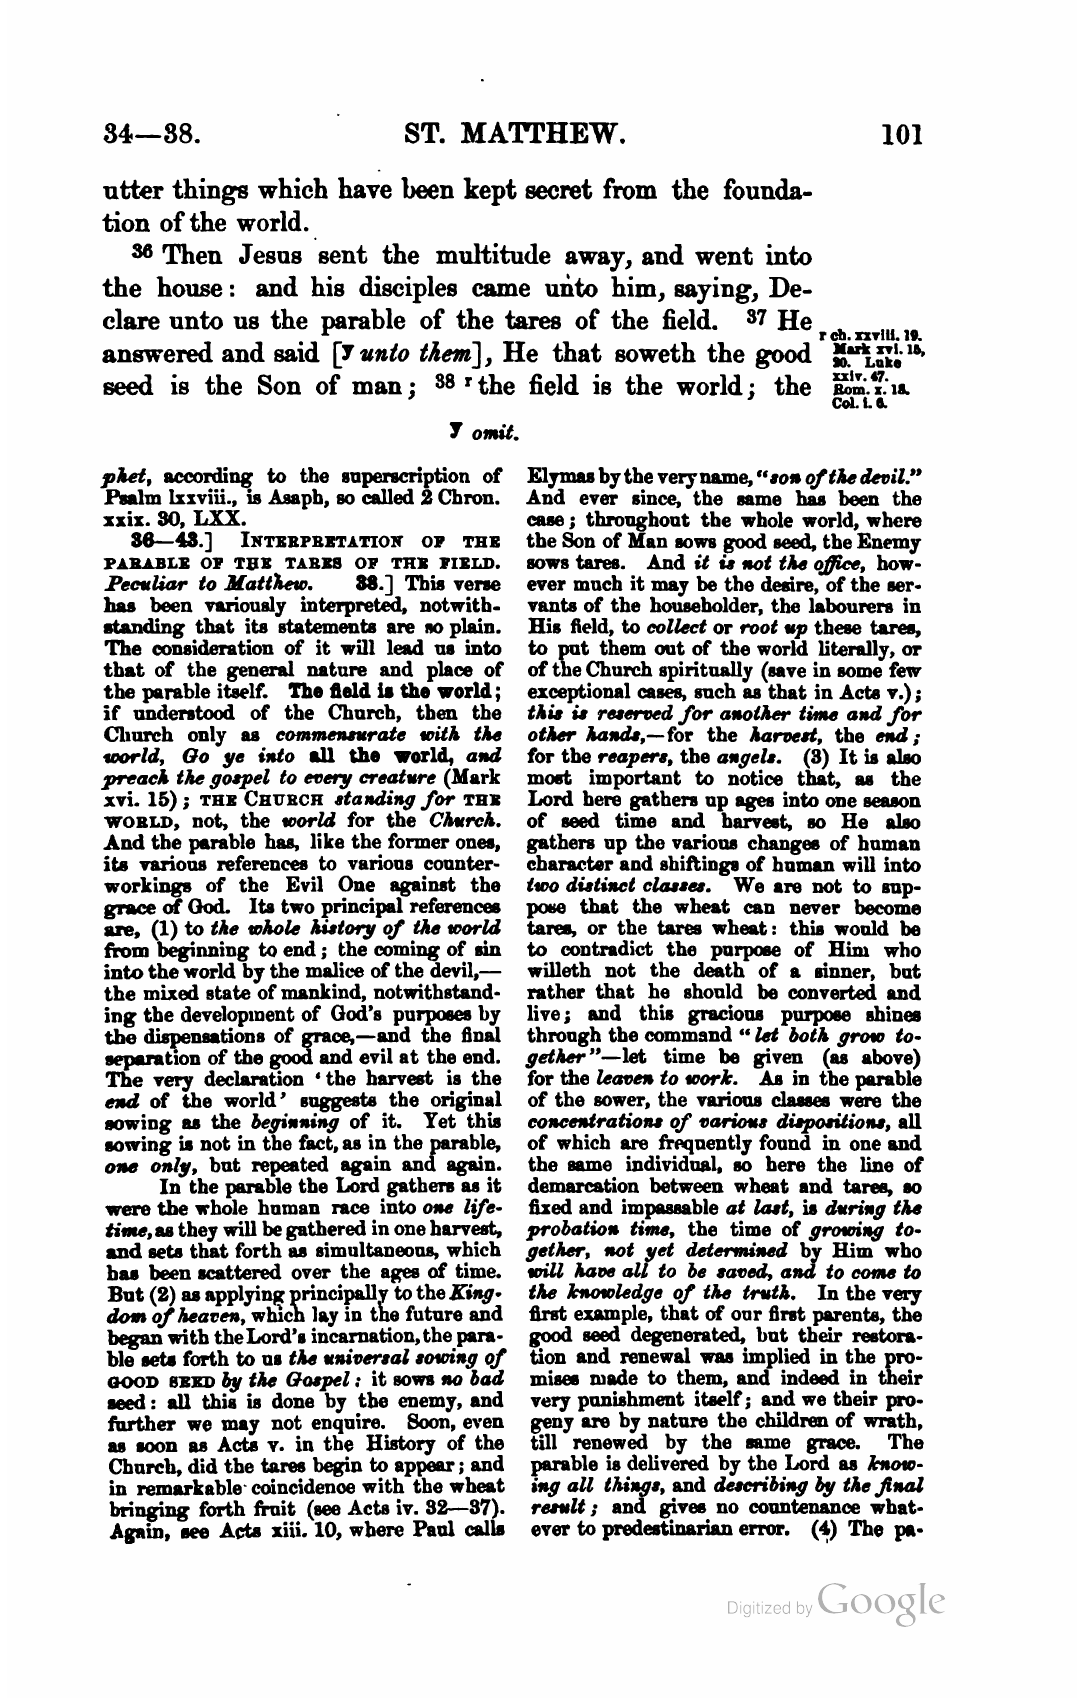 34—38. ST. MATTHEW. 101
utter things which have been kept secret from the founda-
tion of the world.
36 Then Jesus sent the multitude away, and went into
the house : and his disciples came unto him, saying, De-
clare unto us the parable of the tares of the field. 37 He
answered and said [y unto them], He that soweth the good
seed is the Son of man ; 38 r the field is the world ; the
r ch. xxviii. 19.
Mark xvi. 15,
20. Luke
xxiv. 47.
Rom. x. 18.
Col. i. 6.
y omit.
phet, according to the superscription of
Psalm lxxviii., is Asaph, so called 2 Chron.
xxix. 30, LXX.
36—43.] INTERPRETATION OF THE
PARABLE OF THE TARES OF THE FIELD.
Peculiar to Matthew. 38.] This verse
has been variously interpreted, notwith-
standing that its statements are so plain.
The consideration of it will lead us into
that of the general nature and place of
the parable itself. The field is the world ;
if understood of the Church, then the
Church only as commensurate with the
world, Go ye into all the world, and
preach the gospel to every creature (Mark
xvi. 15) ; THE CHURCH standing for THE
WORLD, not, the world for the Church.
And the parable has, like the former ones,
its various references to various counter-
workings of the Evil One against the
grace of God. Its two principal references
are, (1) to the whole history of the world
from beginning to end ; the coming of sin
into the world by the malice of the devil,—
the mixed state of mankind, notwithstand-
ing the development of God's purposes by
the dispensations of grace,—and the final
separation of the good and evil at the end.
The very declaration ‘ the harvest is the
end of the world ’ suggests the original
sowing as the beginning of it. Yet this
sowing is not in the fact, as in the parable,
one only, but repeated again and again.
In the parable the Lord gathers as it
were the whole human race into one life-
time, as they will be gathered in one harvest,
and sets that forth as simultaneous, which
has been scattered over the ages of time.
But (2) as applying principally to the King-
dom of heaven, which lay in the future and
began with the Lord's incarnation, the para-
ble sets forth to us the universal sowing of
GOOD SEED by the Gospel : it sows no bad
seed : all this is done by the enemy, and
further we may not enquire. Soon, even
as soon as Acts v. in the History of the
Church, did the tares begin to appear ; and
in remarkable coincidence with the wheat
bringing forth fruit (see Acts iv. 32—37).
Again, see Acts xiii. 10, where Paul calls
Elymas by the very name, “son of the devil.”
And ever since, the same has been the
case ; throughout the whole world, where
the Son of Man sows good seed, the Enemy
sows tares. And it is not the office, how-
ever much it may be the desire, of the ser-
vants of the householder, the labourers in
His field, to collect or root up these tares,
to put them out of the world literally, or
of the Church spiritually (save in some few
exceptional cases, such as that in Acts v.) ;
this is reserved for another time and for
other hands,—for the harvest, the end ;
for the reapers, the angels. (3) It is also
most important to notice that, as the
Lord here gathers up ages into one season
of seed time and harvest, so He also
gathers up the various changes of human
character and shiftings of human will into
two distinct classes. We are not to sup-
pose that the wheat can never become
tares, or the tares wheat : this would be
to contradict the purpose of Him who
willeth not the death of a sinner, but
rather that he should be converted and
live ; and this gracious purpose shines
through the command “ let both grow to-
gether ”—let time be given (as above)
for the leaven to work. As in the parable
of the sower, the various classes were the
concentrations of various dispositions, all
of which are frequently found in one and
the same individual, so here the line of
demarcation between wheat and tares, so
fixed and impassable at last, is during the
probation time, the time of growing to-
gether, not yet determined by Him who
will have all to be saved, and to come to
the knowledge of the truth. In the very
first example, that of our first parents, the
good seed degenerated, but their restora-
tion and renewal was implied in the pro-
mises made to them, and indeed in their
very punishment itself ; and we their pro-
geny are by nature the children of wrath,
till renewed by the same grace. The
parable is delivered by the Lord as know-
ing all things, and describing by the final
result ; and gives no countenance what-
ever to predestinarian error. (4) The pa-
Digitized by Google